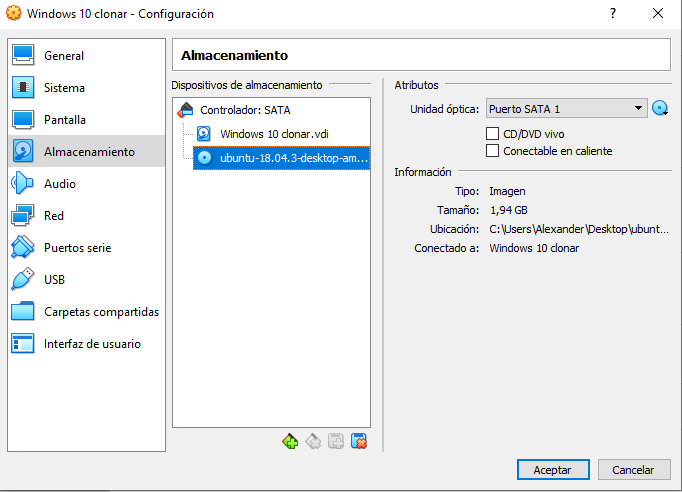 Windows 10 clonar - Configuración
General
Sistema
Pantalla
Almacenamiento
Audio
Red
Puertos serie
USB
Carpetas compartidas
Interfaz de usuario
Almacenamiento
Dispositivos de almacenamiento
Controlador: SATA
Windows 10 clonar.vdi
ubuntu-18.04.3-desktop-am...
Atributos
Unidad óptica: Puerto SATA 1
CD/DVD vivo
Conectable en caliente
Información
Tipo: Imagen
Tamaño: 1,94 GB
Ubicación: C:\Users\Alexander\Desktop\ubunt...
Conectado a: Windows 10 clonar
Aceptar Cancelar